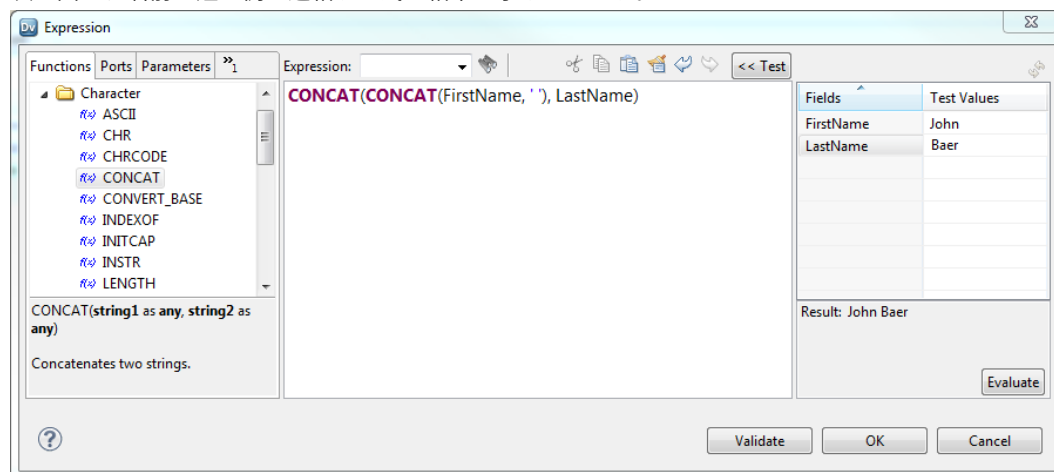 Dv Expression
Functions Ports Parameters »1
Expression:
<< Test
Character
f(x) ASCII
f(x) CHR
f(x) CHRCODE
f(x) CONCAT
f(x) CONVERT_BASE
f(x) INDEXOF
f(x) INITCAP
f(x) INSTR
f(x) LENGTH
CONCAT(string1 as any, string2 as
any)
Concatenates two strings.
CONCAT(CONCAT(FirstName, ' '), LastName)
Fields Test Values
FirstName John
LastName Baer
Result: John Baer
Evaluate
?
Validate OK Cancel